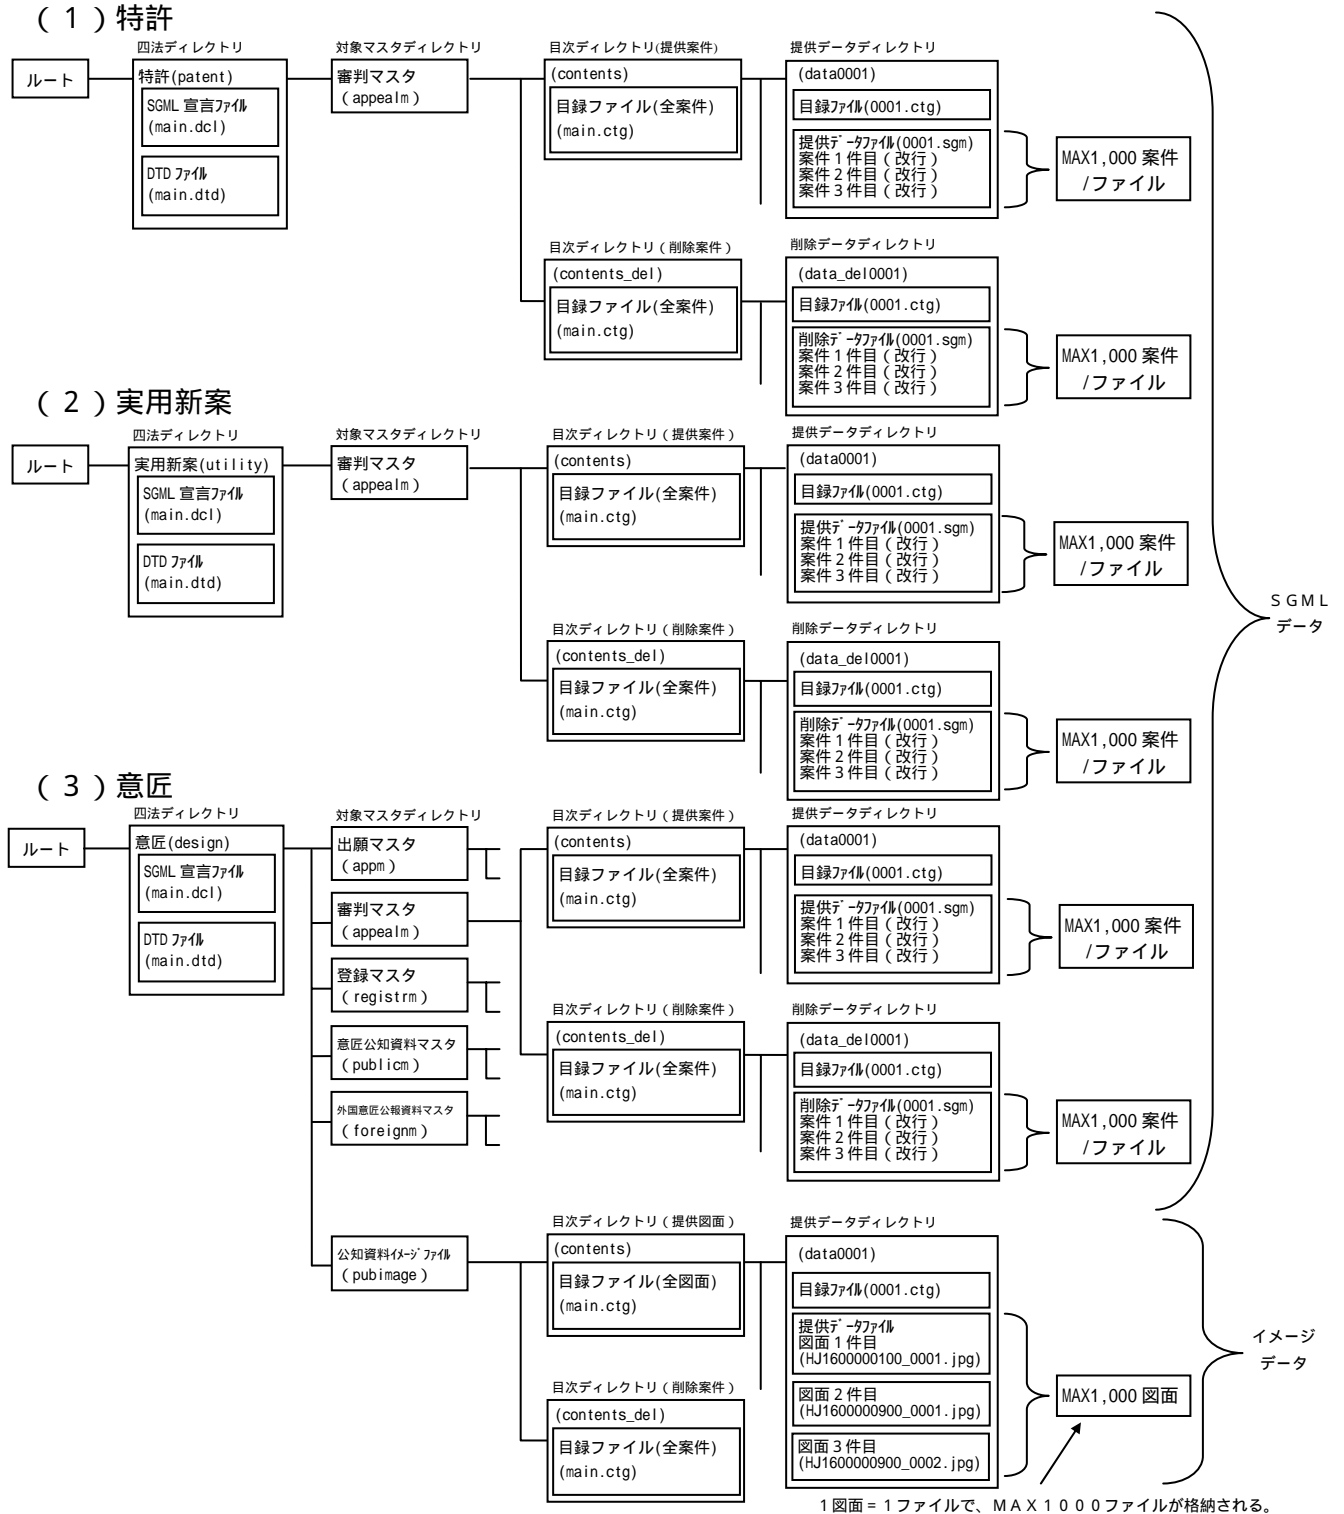 （１）特許
四法ディレクトリ
対象マスタディレクトリ
目次ディレクトリ(提供案件)
提供データディレクトリ
ルート
特許(patent)
SGML 宣言ファイル
(main.dcl)
DTD ファイル
(main.dtd)
審判マスタ
（appealm）
(contents)
目録ファイル(全案件)
(main.ctg)
(data0001)
目録ファイル(0001.ctg)
提供データファイル(0001.sgm)
案件１件目（改行）
案件２件目（改行）
案件３件目（改行）
MAX1,000 案件
/ファイル
目次ディレクトリ（削除案件）
削除データディレクトリ
(contents_del)
目録ファイル(全案件)
(main.ctg)
(data_del0001)
目録ファイル(0001.ctg)
削除データファイル(0001.sgm)
案件１件目（改行）
案件２件目（改行）
案件３件目（改行）
MAX1,000 案件
/ファイル
（２）実用新案
四法ディレクトリ
対象マスタディレクトリ
目次ディレクトリ（提供案件）
提供データディレクトリ
ルート
実用新案(utility)
SGML 宣言ファイル
(main.dcl)
DTD ファイル
(main.dtd)
審判マスタ
（appealm）
(contents)
目録ファイル(全案件)
(main.ctg)
(data0001)
目録ファイル(0001.ctg)
提供データファイル(0001.sgm)
案件１件目（改行）
案件２件目（改行）
案件３件目（改行）
MAX1,000 案件
/ファイル
ＳＧＭＬ
データ
目次ディレクトリ（削除案件）
削除データディレクトリ
(contents_del)
目録ファイル(全案件)
(main.ctg)
(data_del0001)
目録ファイル(0001.ctg)
削除データファイル(0001.sgm)
案件１件目（改行）
案件２件目（改行）
案件３件目（改行）
MAX1,000 案件
/ファイル
（３）意匠
四法ディレクトリ
対象マスタディレクトリ
目次ディレクトリ（提供案件）
提供データディレクトリ
ルート
意匠(design)
SGML 宣言ファイル
(main.dcl)
DTD ファイル
(main.dtd)
出願マスタ
（appm）
審判マスタ
（appealm）
登録マスタ
（registrm）
意匠公知資料マスタ
（publicm）
外国意匠公報資料マスタ
（foreignm）
(contents)
目録ファイル(全案件)
(main.ctg)
(data0001)
目録ファイル(0001.ctg)
提供データファイル(0001.sgm)
案件１件目（改行）
案件２件目（改行）
案件３件目（改行）
MAX1,000 案件
/ファイル
目次ディレクトリ（削除案件）
削除データディレクトリ
(contents_del)
目録ファイル(全案件)
(main.ctg)
(data_del0001)
目録ファイル(0001.ctg)
削除データファイル(0001.sgm)
案件１件目（改行）
案件２件目（改行）
案件３件目（改行）
MAX1,000 案件
/ファイル
目次ディレクトリ（提供図面）
提供データディレクトリ
公知資料イメージファイル
（pubimage）
(contents)
目録ファイル(全図面)
(main.ctg)
(data0001)
目録ファイル(0001.ctg)
提供データファイル
図面１件目
(HJ1600000100_0001.jpg)
図面２件目
(HJ1600000900_0001.jpg)
図面３件目
(HJ1600000900_0002.jpg)
MAX1,000 図面
イメージ
データ
目次ディレクトリ（削除案件）
(contents_del)
目録ファイル(全案件)
(main.ctg)
１図面＝１ファイルで、ＭＡＸ１０００ファイルが格納される。